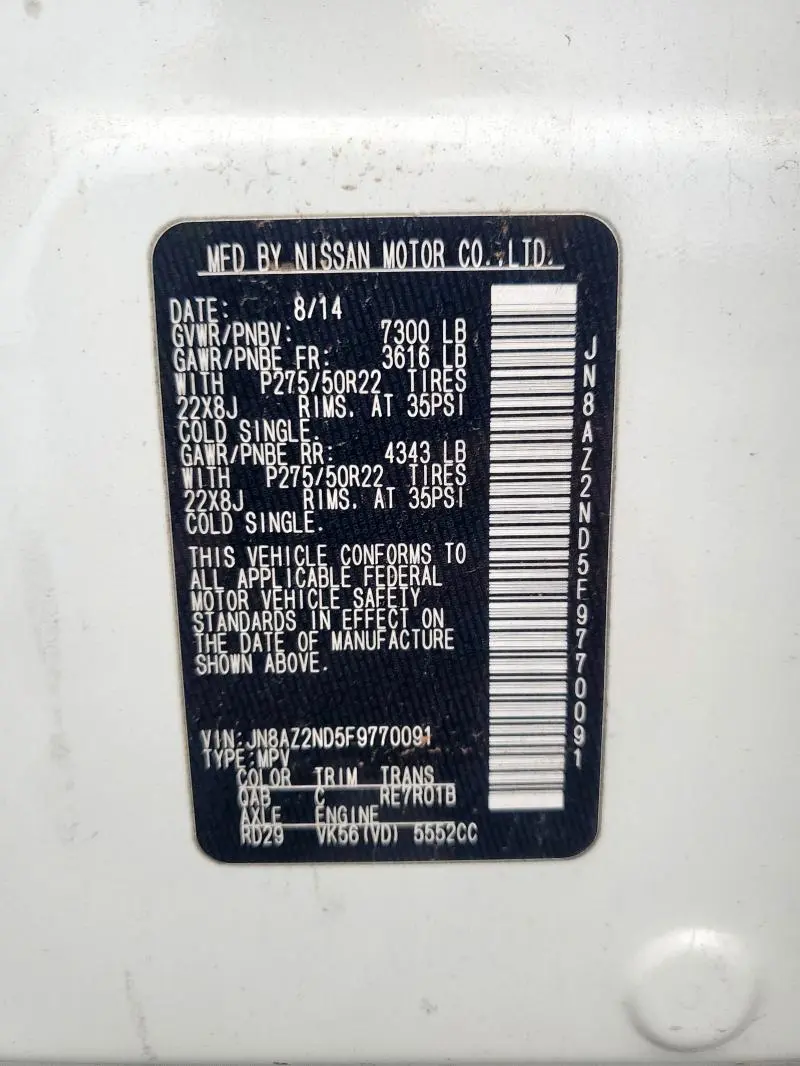 MFD BY NISSAN MOTOR CO.,LTD.
DATE: 8/14
GVWR/PNBV: 7300 LB
GAWR/PNBE FR: 3616 LB
WITH P275/50R22 TIRES
22X8J RIMS. AT 35PSI
COLD SINGLE.
GAWR/PNBE RR: 4343 LB
WITH P275/50R22 TIRES
22X8J RIMS. AT 35PSI
COLD SINGLE.
THIS VEHICLE CONFORMS TO
ALL APPLICABLE FEDERAL
MOTOR VEHICLE SAFETY
STANDARDS IN EFFECT ON
THE DATE OF MANUFACTURE
SHOWN ABOVE.
VIN:JN8AZ2ND5F9770091
TYPE:MPV
COLOR TRIM TRANS
QAB C RE7R01B
AXLE ENGINE
RD29 VK56(VD) 5552CC
JN8AZ2ND5F9770091